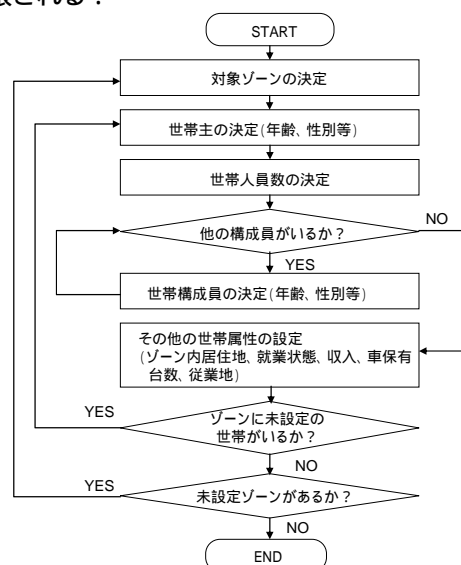 張される?
START
対象ゾーンの決定
世帯主の決定(年齢、性別等)
世帯人員数の決定
他の構成員がいるか?
NO
YES
世帯構成員の決定(年齢、性別等)
その他の世帯属性の設定
(ゾーン内居住地、就業状態、収入、車保有
台数、従業地)
YES
ゾーンに未設定の
世帯がいるか?
NO
YES
未設定ゾーンがあるか?
NO
END